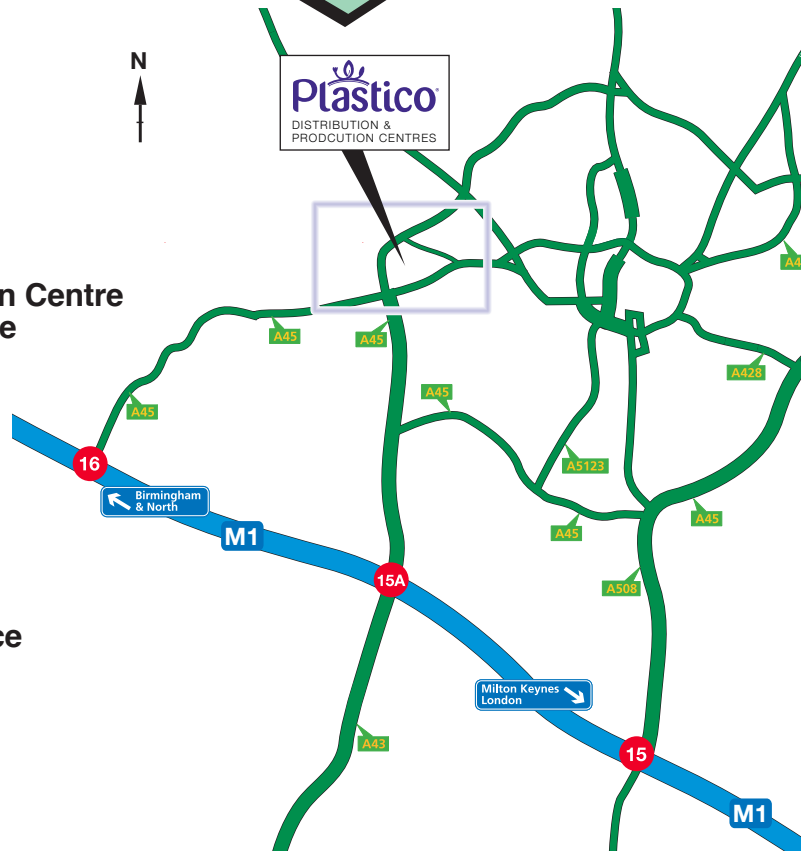 N
Plastico
DISTRIBUTION &
PRODCUTION CENTRES
n Centre
e
A45
A45
A45
A45
A4
A428
16
Birmingham
& North
M1
A5123
A45
A45
15A
A508
ce
Milton Keynes
London
A43
15
M1